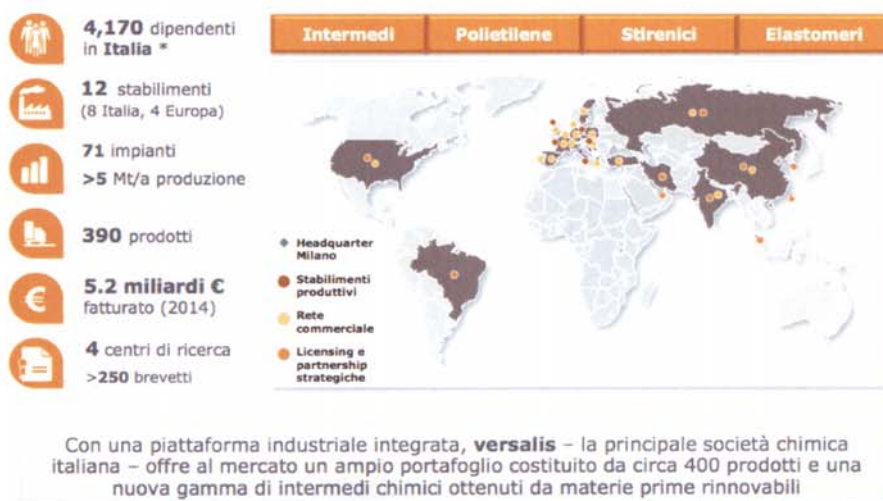 4,170 dipendenti
in Italia *
12 stabilimenti
(8 Italia, 4 Europa)
71 impianti
>5 Mt/a produzione
390 prodotti
5.2 miliardi €
fatturato (2014)
4 centri di ricerca
>250 brevetti
Intermedi Polietilene Stirenici Elastomeri
Headquarter
Milano
Stabilimenti
produttivi
Rete
commerciale
Licensing e
partnership
strategiche
Con una piattaforma industriale integrata, versalis – la principale società chimica
italiana – offre al mercato un ampio portafoglio costituito da circa 400 prodotti e una
nuova gamma di intermedi chimici ottenuti da materie prime rinnovabili